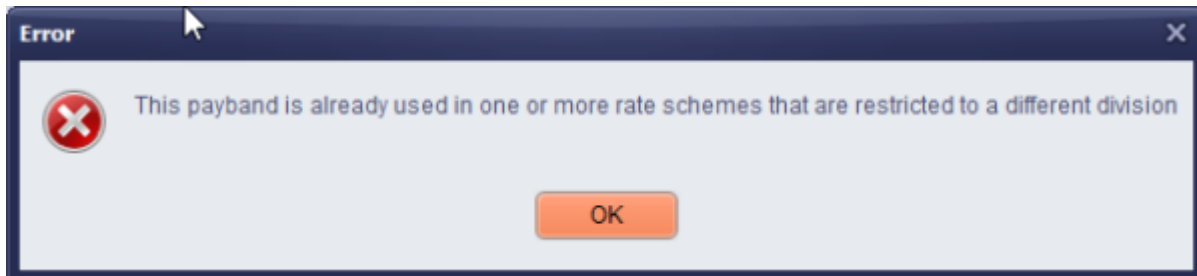 Error
This payband is already used in one or more rate schemes that are restricted to a different division
OK